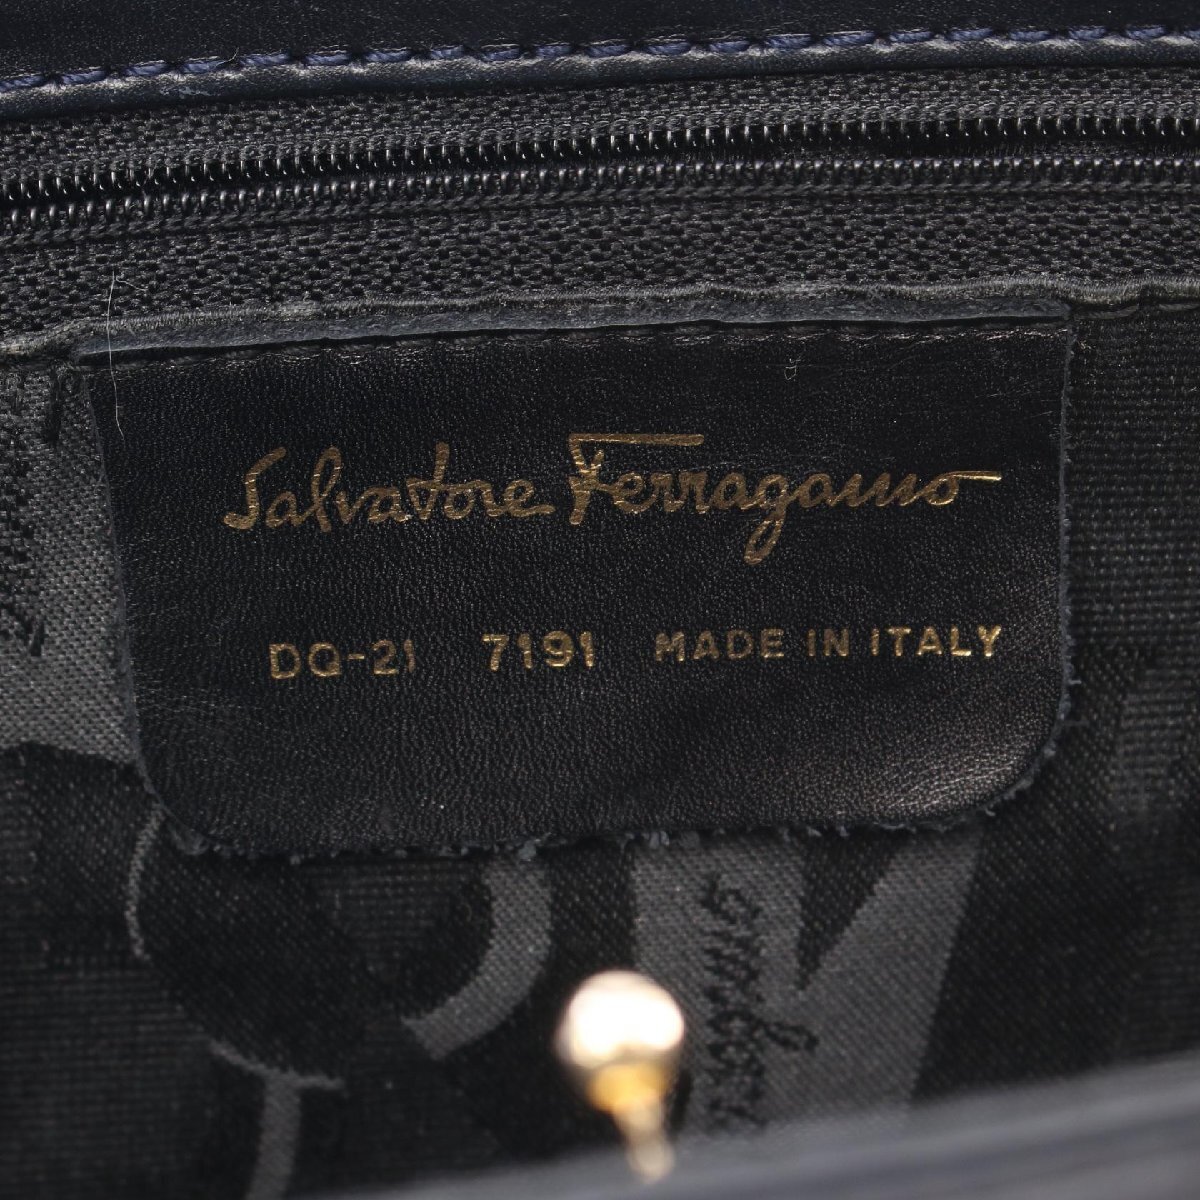 Salvatore Ferragamo
DQ-21 7191 MADE IN ITALY